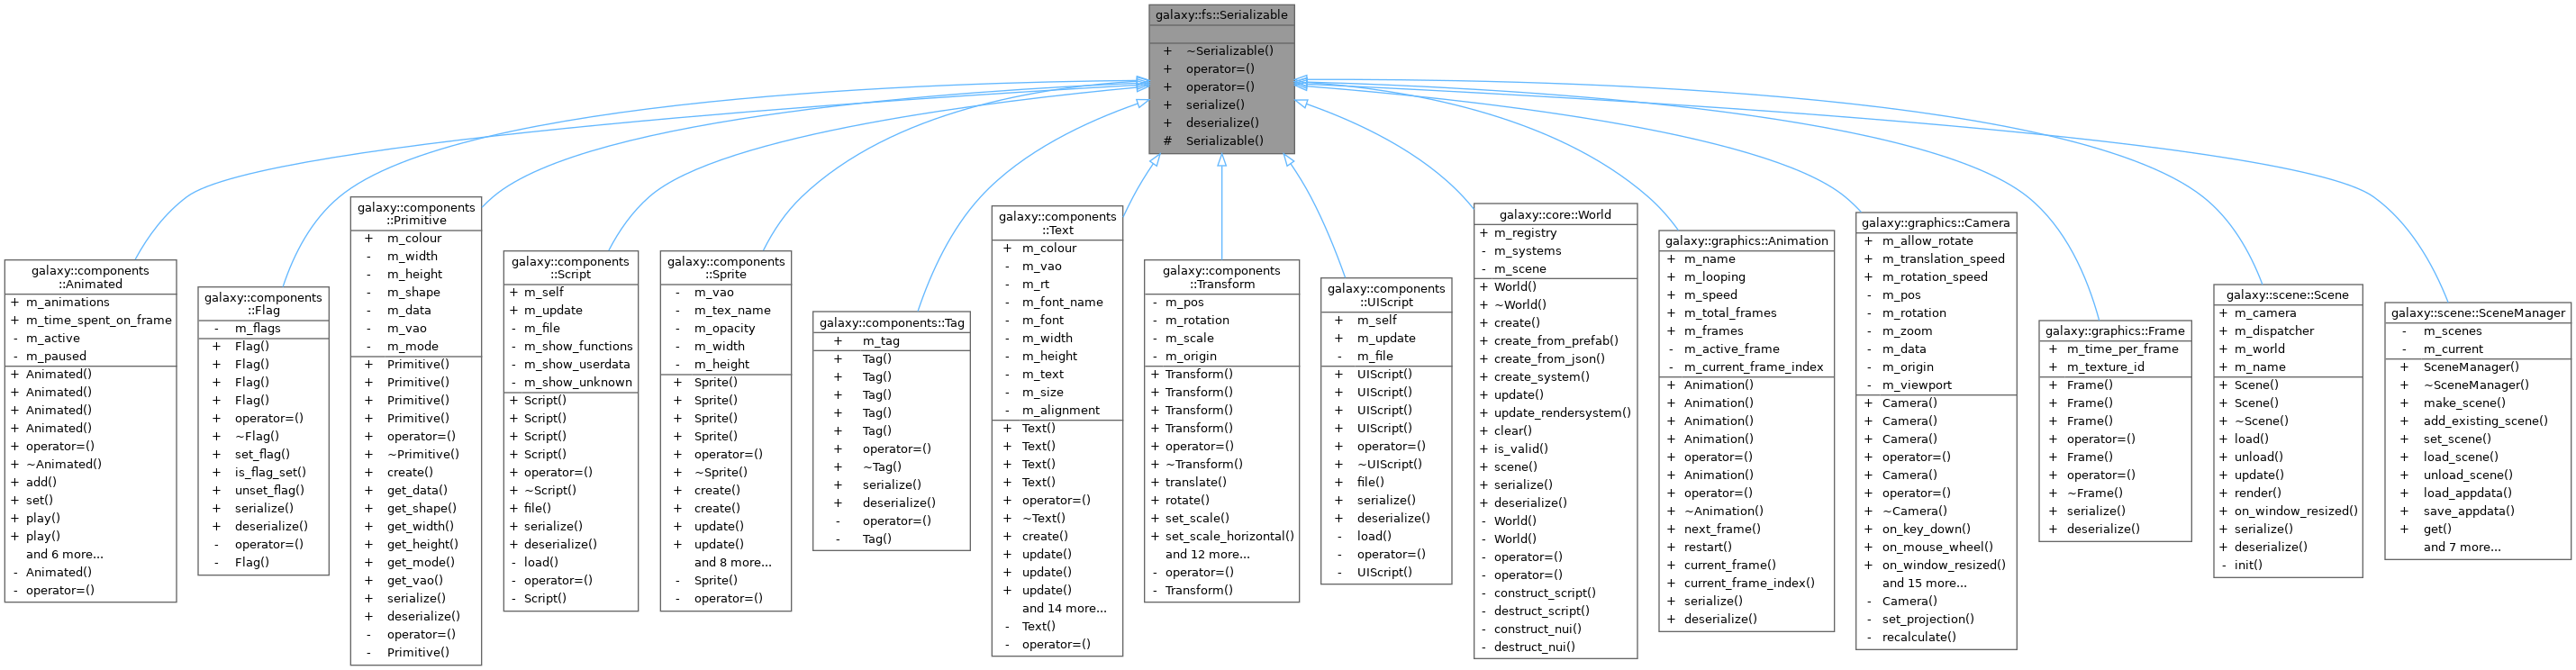 galaxy::fs::Serializable
+ ~Serializable()
+ operator=()
+ operator=()
+ serialize()
+ deserialize()
# Serializable()
galaxy::components
::Animated
+ m_animations
+ m_time_spent_on_frame
- m_active
- m_paused
+ Animated()
+ Animated()
+ Animated()
+ Animated()
+ operator=()
+ ~Animated()
+ add()
+ set()
+ play()
+ play()
and 6 more...
- Animated()
- operator=()
galaxy::components
::Flag
- m_flags
+ Flag()
+ Flag()
+ Flag()
+ Flag()
+ operator=()
+ ~Flag()
+ set_flag()
+ is_flag_set()
+ unset_flag()
+ serialize()
+ deserialize()
- operator=()
- Flag()
galaxy::components
::Primitive
+ m_colour
- m_width
- m_height
- m_shape
- m_data
- m_vao
- m_mode
+ Primitive()
+ Primitive()
+ Primitive()
+ Primitive()
+ operator=()
+ ~Primitive()
+ create()
+ get_data()
+ get_shape()
+ get_width()
+ get_height()
+ get_mode()
+ get_vao()
+ serialize()
+ deserialize()
- operator=()
- Primitive()
galaxy::components
::Script
+ m_self
+ m_update
- m_file
- m_show_functions
- m_show_userdata
- m_show_unknown
+ Script()
+ Script()
+ Script()
+ Script()
+ operator=()
+ ~Script()
+ file()
+ serialize()
+ deserialize()
- load()
- operator=()
- Script()
galaxy::components
::Sprite
- m_vao
- m_tex_name
- m_opacity
- m_width
- m_height
+ Sprite()
+ Sprite()
+ Sprite()
+ Sprite()
+ operator=()
+ ~Sprite()
+ create()
+ create()
+ update()
+ update()
and 8 more...
- Sprite()
- operator=()
galaxy::components::Tag
+ m_tag
+ Tag()
+ Tag()
+ Tag()
+ Tag()
+ Tag()
+ operator=()
+ ~Tag()
+ serialize()
+ deserialize()
- operator=()
- Tag()
galaxy::components
::Text
+ m_colour
- m_vao
- m_rt
- m_font_name
- m_font
- m_width
- m_height
- m_text
- m_size
- m_alignment
+ Text()
+ Text()
+ Text()
+ Text()
+ operator=()
+ ~Text()
+ create()
+ update()
+ update()
+ update()
and 14 more...
- Text()
- operator=()
galaxy::components
::Transform
- m_pos
- m_rotation
- m_scale
- m_origin
+ Transform()
+ Transform()
+ Transform()
+ Transform()
+ operator=()
+ ~Transform()
+ translate()
+ rotate()
+ set_scale()
+ set_scale_horizontal()
and 12 more...
- operator=()
- Transform()
galaxy::components
::UIScript
+ m_self
+ m_update
- m_file
+ UIScript()
+ UIScript()
+ UIScript()
+ UIScript()
+ operator=()
+ ~UIScript()
+ file()
+ serialize()
+ deserialize()
- load()
- operator=()
- UIScript()
galaxy::core::World
+ m_registry
- m_systems
- m_scene
+ World()
+ ~World()
+ create()
+ create_from_prefab()
+ create_from_json()
+ create_system()
+ update()
+ update_rendersystem()
+ clear()
+ is_valid()
+ scene()
+ serialize()
+ deserialize()
- World()
- World()
- operator=()
- operator=()
- construct_script()
- destruct_script()
- construct_nui()
- destruct_nui()
galaxy::graphics::Animation
+ m_name
+ m_looping
+ m_speed
+ m_total_frames
+ m_frames
- m_active_frame
- m_current_frame_index
+ Animation()
+ Animation()
+ Animation()
+ Animation()
+ operator=()
+ Animation()
+ operator=()
+ ~Animation()
+ next_frame()
+ restart()
+ current_frame()
+ current_frame_index()
+ serialize()
+ deserialize()
galaxy::graphics::Camera
+ m_allow_rotate
+ m_translation_speed
+ m_rotation_speed
- m_pos
- m_rotation
- m_zoom
- m_data
- m_origin
- m_viewport
+ Camera()
+ Camera()
+ Camera()
+ operator=()
+ Camera()
+ operator=()
+ ~Camera()
+ on_key_down()
+ on_mouse_wheel()
+ on_window_resized()
and 15 more...
- Camera()
- set_projection()
- recalculate()
galaxy::graphics::Frame
+ m_time_per_frame
+ m_texture_id
+ Frame()
+ Frame()
+ Frame()
+ operator=()
+ Frame()
+ operator=()
+ ~Frame()
+ serialize()
+ deserialize()
galaxy::scene::Scene
+ m_camera
+ m_dispatcher
+ m_world
+ m_name
+ Scene()
+ Scene()
+ ~Scene()
+ load()
+ unload()
+ update()
+ render()
+ on_window_resized()
+ serialize()
+ deserialize()
- init()
galaxy::scene::SceneManager
- m_scenes
- m_current
+ SceneManager()
+ ~SceneManager()
+ make_scene()
+ add_existing_scene()
+ set_scene()
+ load_scene()
+ unload_scene()
+ load_appdata()
+ save_appdata()
+ get()
and 7 more...